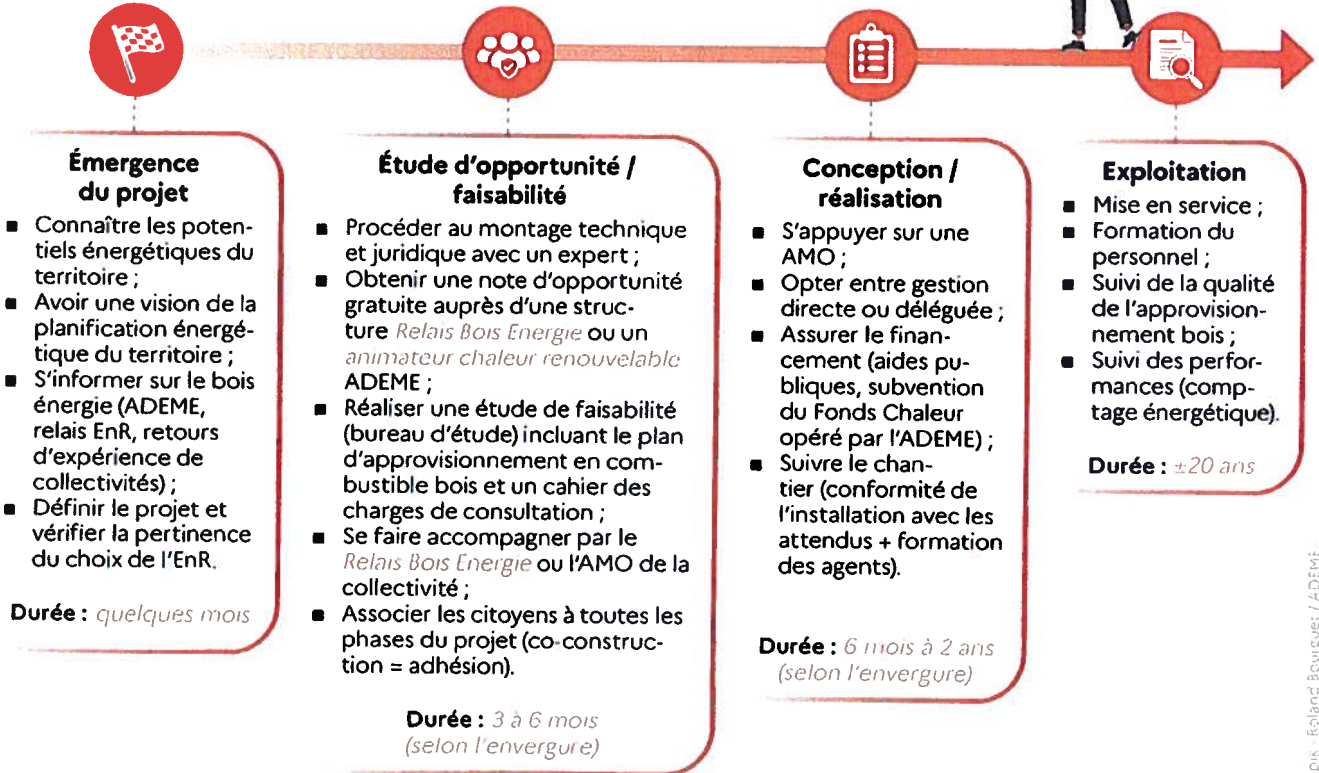 Émergence
du projet
■ Connaître les poten-
tiels énergétiques du
territoire ;
■ Avoir une vision de la
planification énergé-
tique du territoire ;
■ S'informer sur le bois
énergie (ADEME,
relais EnR, retours
d'expérience de
collectivités) ;
■ Définir le projet et
vérifier la pertinence
du choix de l'EnR.
Durée : quelques mois
Étude d'opportunité /
faisabilité
■ Procéder au montage technique
et juridique avec un expert ;
■ Obtenir une note d'opportunité
gratuite auprès d'une struc-
ture Relais Bois Energie ou un
animateur chaleur renouvelable
ADEME ;
■ Réaliser une étude de faisabilité
(bureau d'étude) incluant le plan
d'approvisionnement en com-
bustible bois et un cahier des
charges de consultation ;
■ Se faire accompagner par le
Relais Bois Energie ou l'AMO de la
collectivité ;
■ Associer les citoyens à toutes les
phases du projet (co-construc-
tion = adhésion).
Durée : 3 à 6 mois
(selon l'envergure)
Conception /
réalisation
■ S'appuyer sur une
AMO ;
■ Opter entre gestion
directe ou déléguée ;
■ Assurer le finan-
cement (aides pu-
bliques, subvention
du Fonds Chaleur
opéré par l'ADEME) ;
■ Suivre le chan-
tier (conformité de
l'installation avec les
attendus + formation
des agents).
Durée : 6 mois à 2 ans
(selon l'envergure)
Exploitation
■ Mise en service ;
■ Formation du
personnel ;
■ Suivi de la qualité
de l'approvision-
nement bois ;
■ Suivi des perfor-
mances (comp-
tage énergétique).
Durée : ±20 ans
Roland Bourguet / ADEME